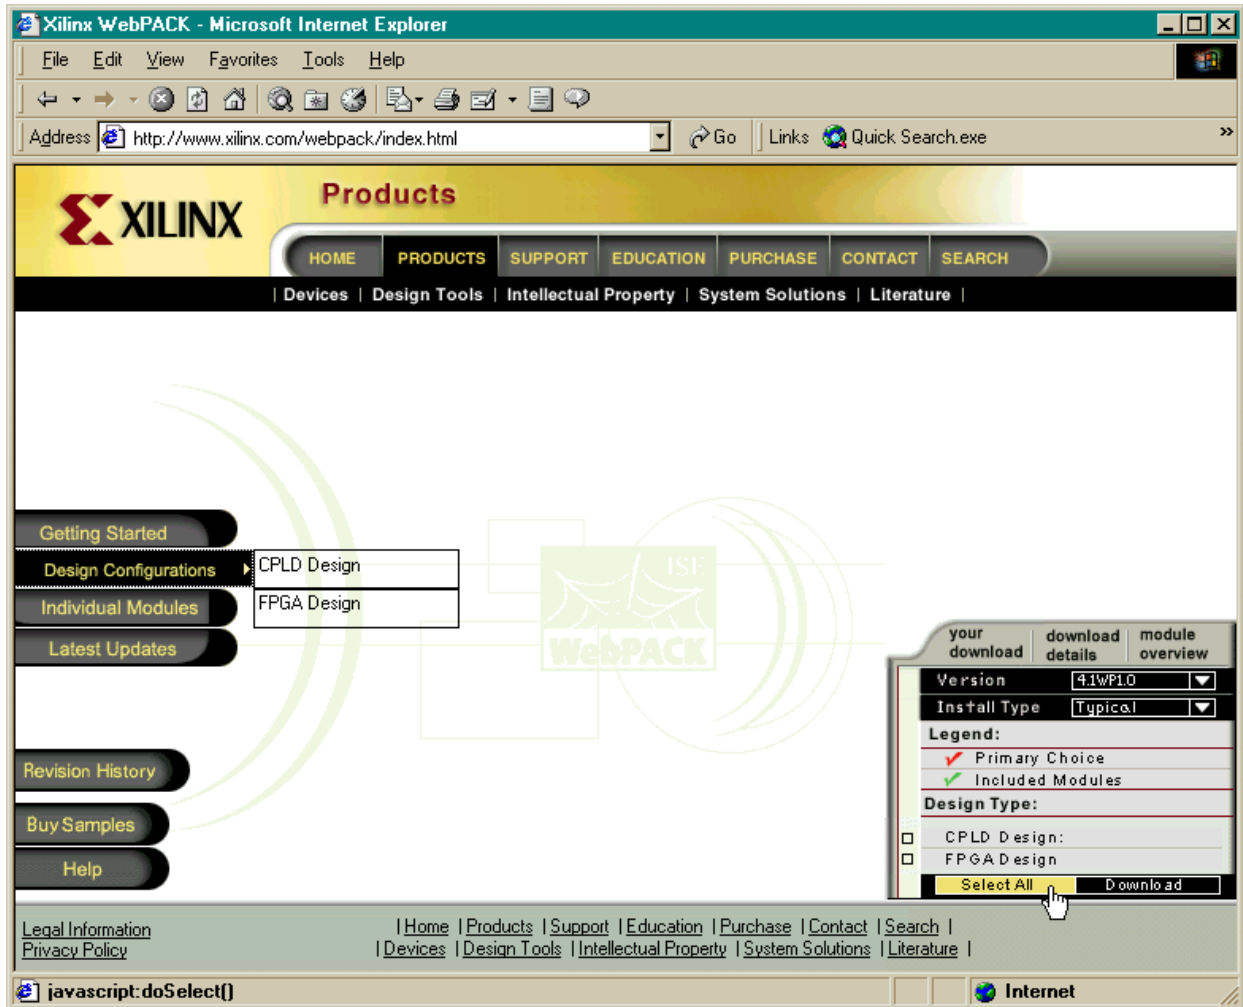 Xilinx WebPACK - Microsoft Internet Explorer
File Edit View Favorites Tools Help
Address http://www.xilinx.com/webpack/index.html Go Links Quick Search.exe »
XILINX Products
HOME PRODUCTS SUPPORT EDUCATION PURCHASE CONTACT SEARCH
| Devices | Design Tools | Intellectual Property | System Solutions | Literature |
Getting Started
Design Configurations CPLD Design
Individual Modules FPGA Design
Latest Updates
ISE
WebPACK
Revision History
Buy Samples
Help
your download download details module overview
Version 4.1WP1.0
Install Type Typical
Legend:
Primary Choice
Included Modules
Design Type:
CPLD Design:
FPGA Design
Select All Download
Legal Information | Home | Products | Support | Education | Purchase | Contact | Search |
Privacy Policy | Devices | Design Tools | Intellectual Property | System Solutions | Literature |
javascript:doSelect() Internet